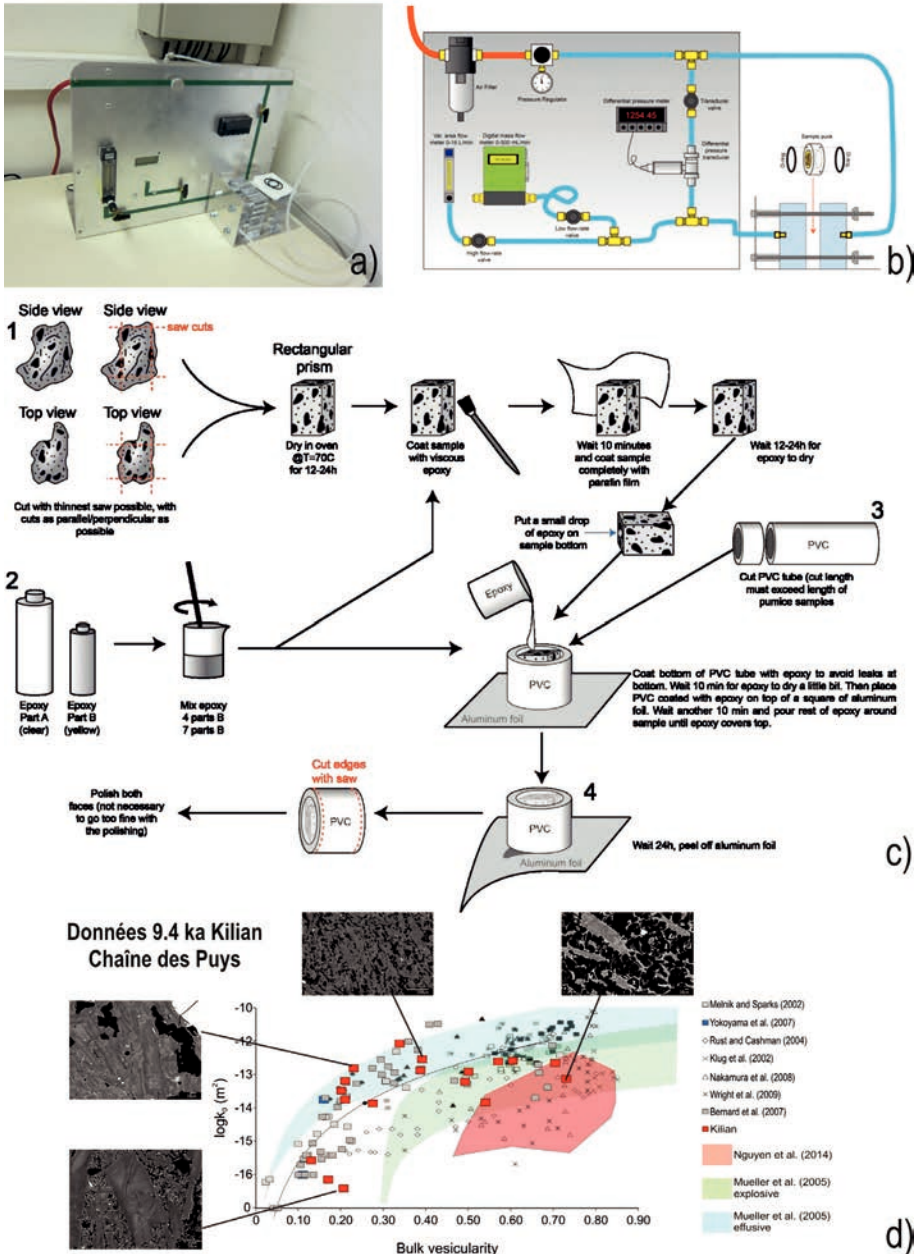 a)
Air Filter
Pressure Regulator
Differential pressure meter
1254.45
Transducer
valve
Differential
pressure
transducer
Var. area flow
meter 0-15 L/min
Digital mass flow
meter 0-500 mL/min
Low flow-rate
valve
High flow-rate
valve
Sample puck
O-ring
O-ring
b)
1
Side view
Side view
saw cuts
Top view
Top view
Cut with thinnest saw possible, with
cuts as parallel/perpendicular as
possible
Rectangular
prism
Dry in oven
@T=70C
for 12-24h
Coat sample
with viscous
epoxy
Wait 10 minutes
and coat sample
completely with
parafin film
Wait 12-24h for
epoxy to dry
Put a small drop
of epoxy on
sample bottom
3
PVC
Cut PVC tube (cut length
must exceed length of
pumice samples
2
Epoxy
Part A
(clear)
Epoxy
Part B
(yellow)
Mix epoxy
4 parts B
7 parts B
Epoxy
PVC
Aluminum foil
Coat bottom of PVC tube with epoxy to avoid leaks at
bottom. Wait 10 min for epoxy to dry a little bit. Then place
PVC coated with epoxy on top of a square of aluminum
foil. Wait another 10 min and pour rest of epoxy around
sample until epoxy covers top.
4
PVC
Aluminum foil
Wait 24h, peel off aluminum foil
Cut edges
with saw
PVC
Polish both
faces (not necessary
to go too fine with
the polishing)
c)
Données 9.4 ka Kilian
Chaîne des Puys
logk₀ (m²)
-10
-12
-13
-14
-15
-16
0
0
0.10
0.20
0.30
0.40
0.50
0.60
0.70
0.80
0.90
Bulk vesicularity
Melnik and Sparks (2002)
Yokoyama et al. (2007)
Rust and Cashman (2004)
Klug et al. (2002)
Nakamura et al. (2008)
Wright et al. (2009)
Bernard et al. (2007)
Kilian
Nguyen et al. (2014)
Mueller et al. (2005)
explosive
Mueller et al. (2005)
effusive
d)